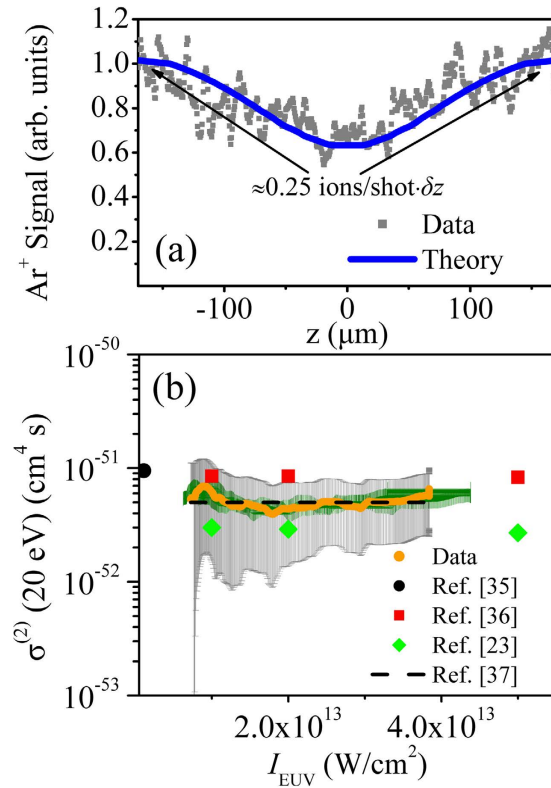 (a)
Ar⁺ Signal (arb. units)
1.0
0.8
0.6
0.4
0.2
≈0.25 ions/shot·δz
Data
Theory
-100 0 100
z (μm)
(b)
σ⁽²⁾ (20 eV) (cm⁴ s)
10⁻⁵⁰
10⁻⁵¹
10⁻⁵²
10⁻⁵³
Data
Ref. [35]
Ref. [36]
Ref. [23]
Ref. [37]
2.0x10¹³ 4.0x10¹³
I_EUV (W/cm²)